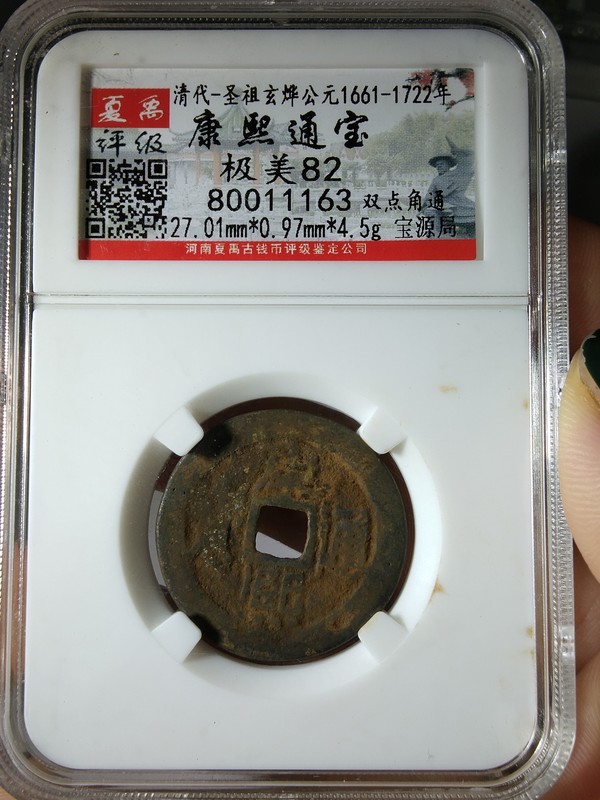 夏禹
评级
清代-圣祖玄烨公元1661-1722年
康熙通宝
极美82
80011163 双点角通
27.01mm*0.97mm*4.5g 宝源局
河南夏禹古钱币评级鉴定公司
熙